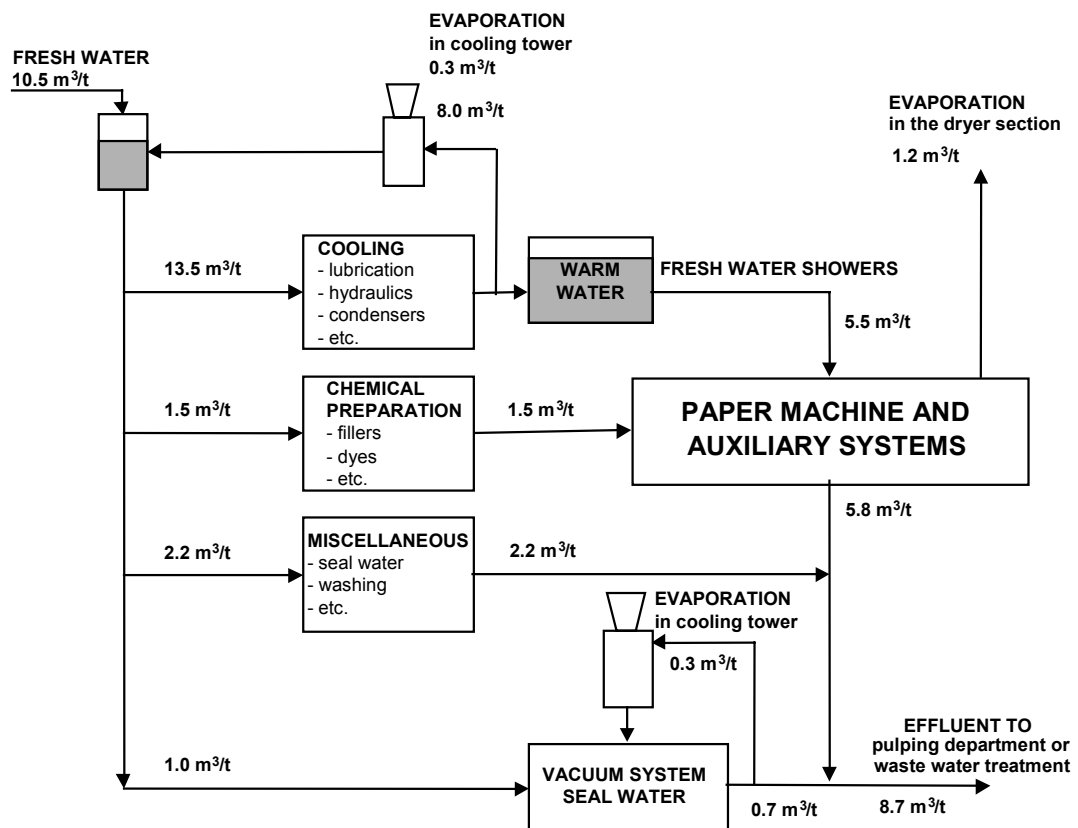 EVAPORATION
in cooling tower
0.3 m³/t
FRESH WATER
10.5 m³/t
8.0 m³/t
EVAPORATION
in the dryer section
1.2 m³/t
13.5 m³/t
COOLING
- lubrication
- hydraulics
- condensers
- etc.
WARM
WATER
FRESH WATER SHOWERS
5.5 m³/t
1.5 m³/t
CHEMICAL
PREPARATION
- fillers
- dyes
- etc.
1.5 m³/t
PAPER MACHINE AND
AUXILIARY SYSTEMS
5.8 m³/t
2.2 m³/t
MISCELLANEOUS
- seal water
- washing
- etc.
2.2 m³/t
EVAPORATION
in cooling tower
0.3 m³/t
1.0 m³/t
VACUUM SYSTEM
SEAL WATER
0.7 m³/t
EFFLUENT TO
pulping department or
waste water treatment
8.7 m³/t